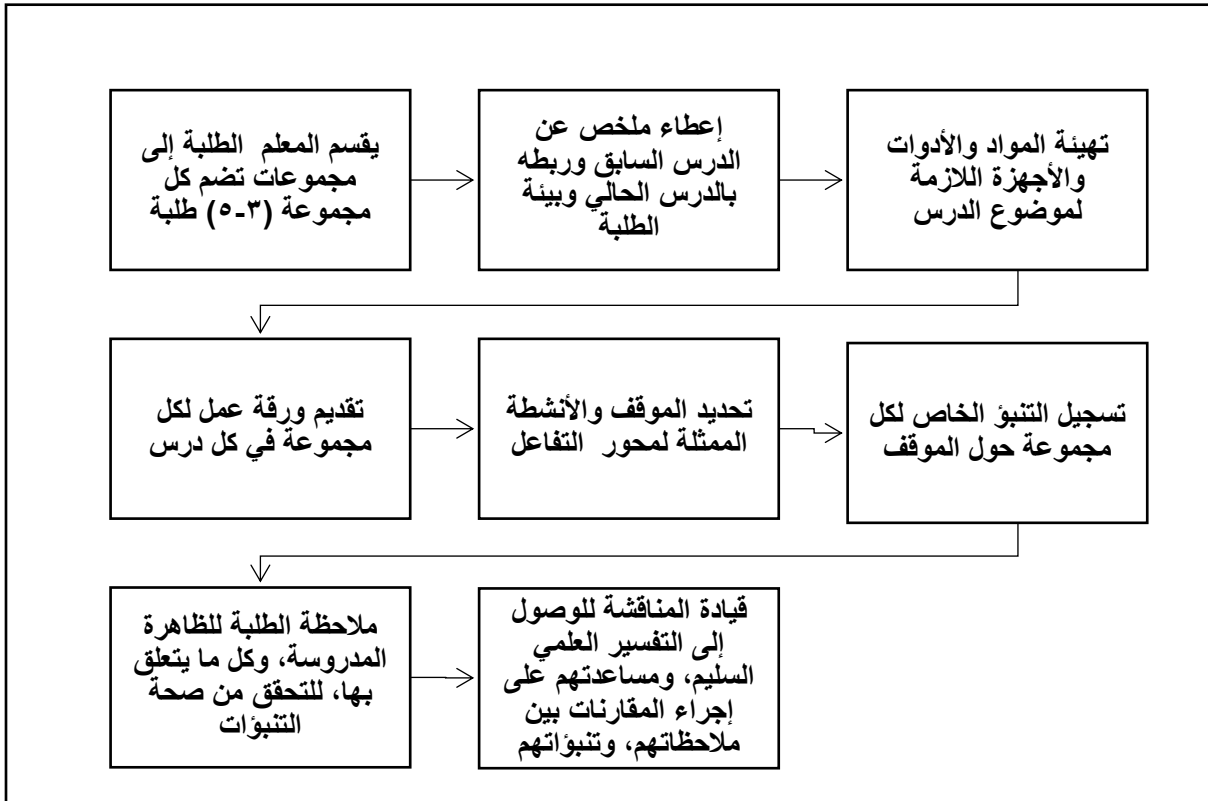 يقسم المعلم الطلبة إلى
مجموعات تضم كل
مجموعة (٣-٥) طلبة
إعطاء ملخص عن
الدرس السابق وربطه
بالدرس الحالي وبيئة
الطلبة
تهيئة المواد والأدوات
والأجهزة اللازمة
لموضوع الدرس
تقديم ورقة عمل لكل
مجموعة في كل درس
تحديد الموقف والأنشطة
الممثلة لمحور التفاعل
تسجيل التنبؤ الخاص لكل
مجموعة حول الموقف
ملاحظة الطلبة للظاهرة
المدروسة، وكل ما يتعلق
بها، للتحقق من صحة
التنبؤات
قيادة المناقشة للوصول
إلى التفسير العلمي
السليم، ومساعدتهم على
إجراء المقارنات بين
ملاحظاتهم، وتنبؤاتهم